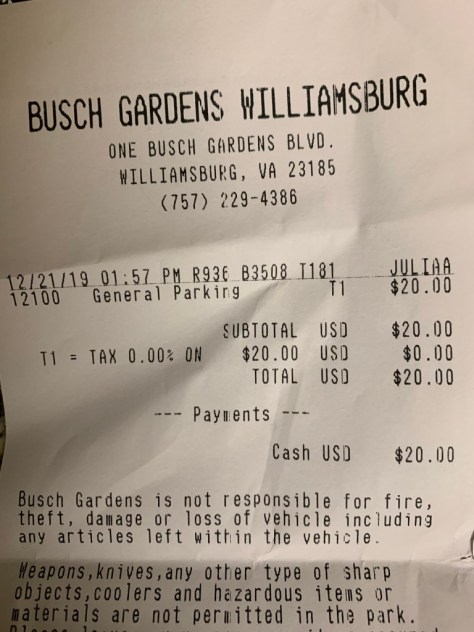 BUSCH GARDENS WILLIAMSBURG
ONE BUSCH GARDENS BLVD.
WILLIAMSBURG, VA 23185
(757) 229-4386
12/21/19 01:57 PM R936 B3508 T181 JULIAA
12100 General Parking T1 $20.00
SUBTOTAL USD $20.00
T1 = TAX 0.00% ON $20.00 USD $0.00
TOTAL USD $20.00
--- Payments ---
Cash USD $20.00
Busch Gardens is not responsible for fire,
theft, damage or loss of vehicle including
any articles left within the vehicle.
Weapons,knives,any other type of sharp
objects,coolers and hazardous items or
materials are not permitted in the park.